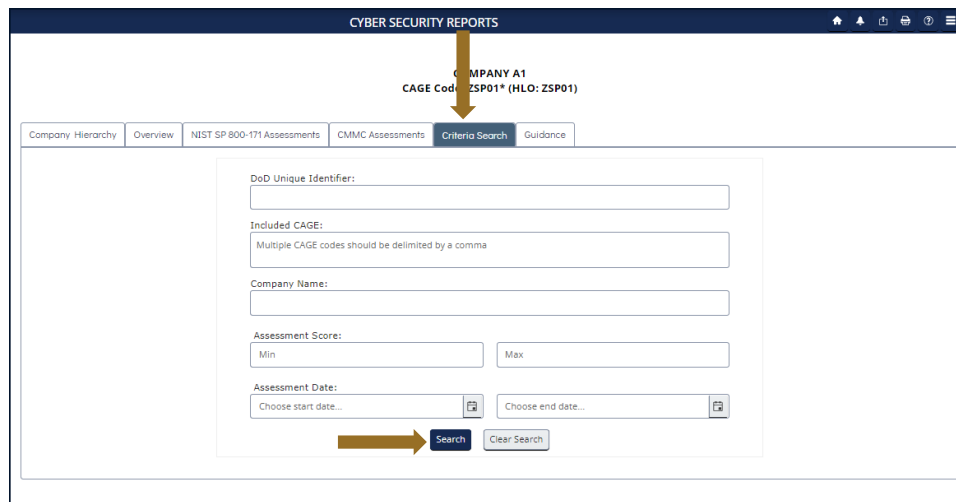 CYBER SECURITY REPORTS
COMPANY A1
CAGE Code: ZSP01* (HLO: ZSP01)
Company Hierarchy Overview NIST SP 800-171 Assessments CMMC Assessments Criteria Search Guidance
DoD Unique Identifier:
Included CAGE:
Multiple CAGE codes should be delimited by a comma
Company Name:
Assessment Score:
Min Max
Assessment Date:
Choose start date... Choose end date...
Search Clear Search